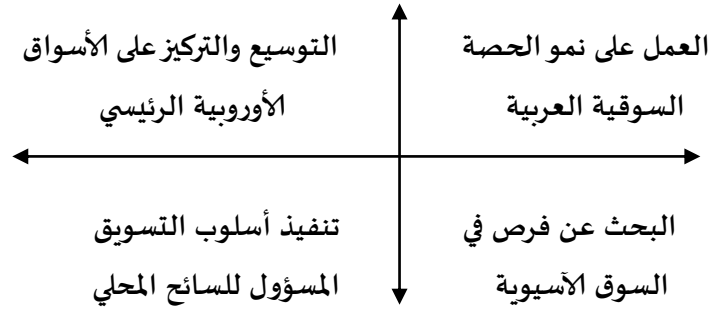 العمل على نمو الحصة
السوقية العربية
التوسيع والتركيز على الأسواق
الأوروبية الرئيسي
البحث عن فرص في
السوق الآسيوية
تنفيذ أسلوب التسويق
المسؤول للسائح المحلي